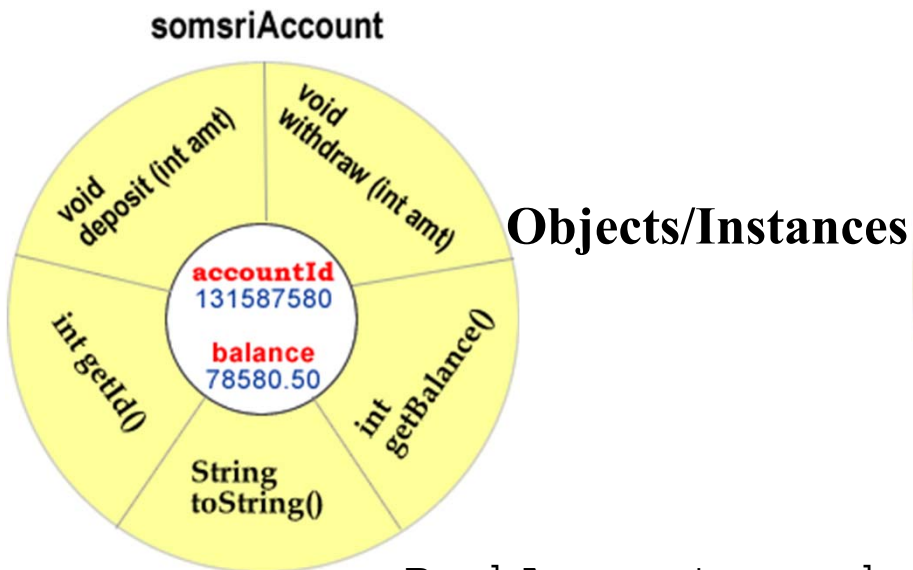 somsriAccount
void
withdraw (int amt)
void
deposit (int amt)
Objects/Instances
accountId
131587580
balance
78580.50
int getId()
int
getBalance()
String
toString()